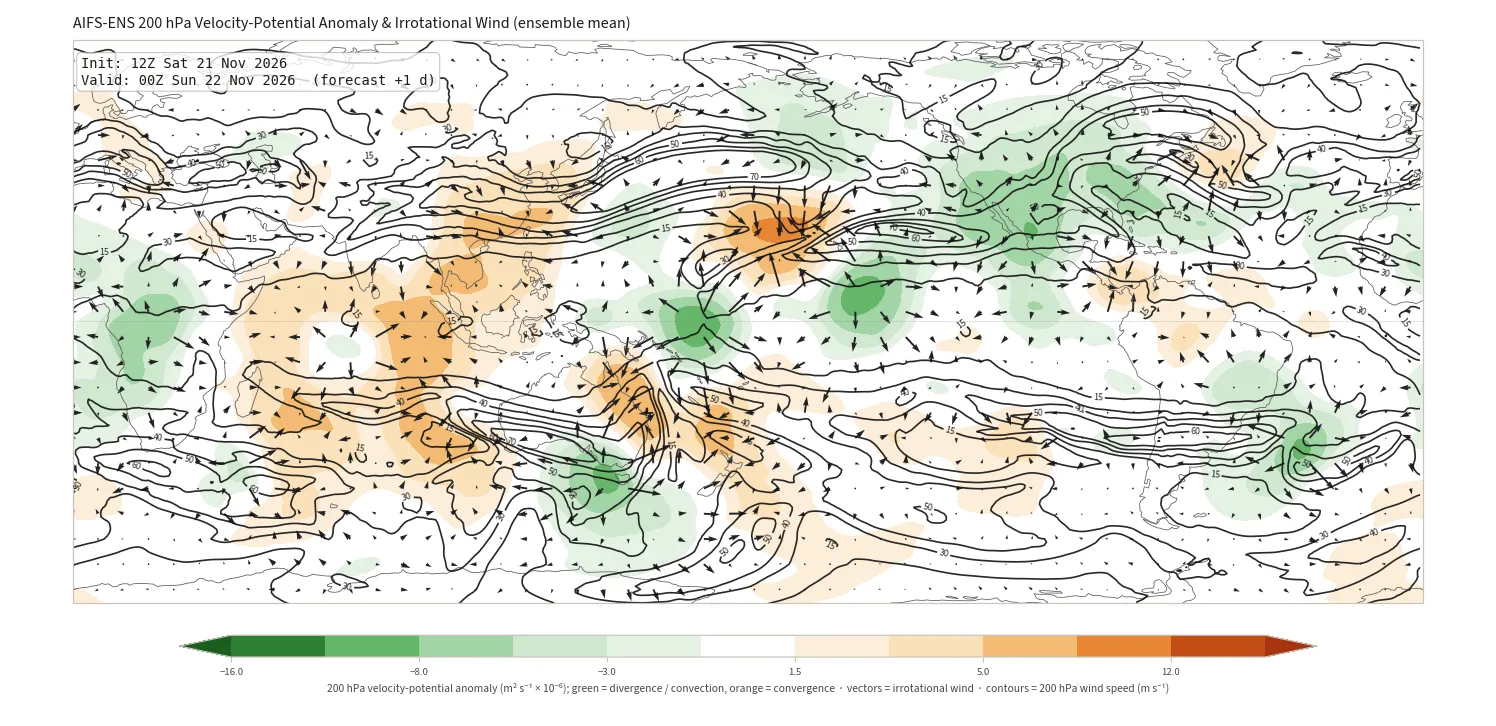 AIFS-ENS 200 hPa Velocity-Potential Anomaly & Irrotational Wind (ensemble mean)
Init: 12Z Sat 21 Nov 2026
Valid: 00Z Sun 22 Nov 2026  (forecast +1 d)
−16.0 −8.0 −3.0 1.5 5.0 12.0
200 hPa velocity-potential anomaly (m² s⁻¹ × 10⁻⁶); green = divergence / convection, orange = convergence · vectors = irrotational wind · contours = 200 hPa wind speed (m s⁻¹)